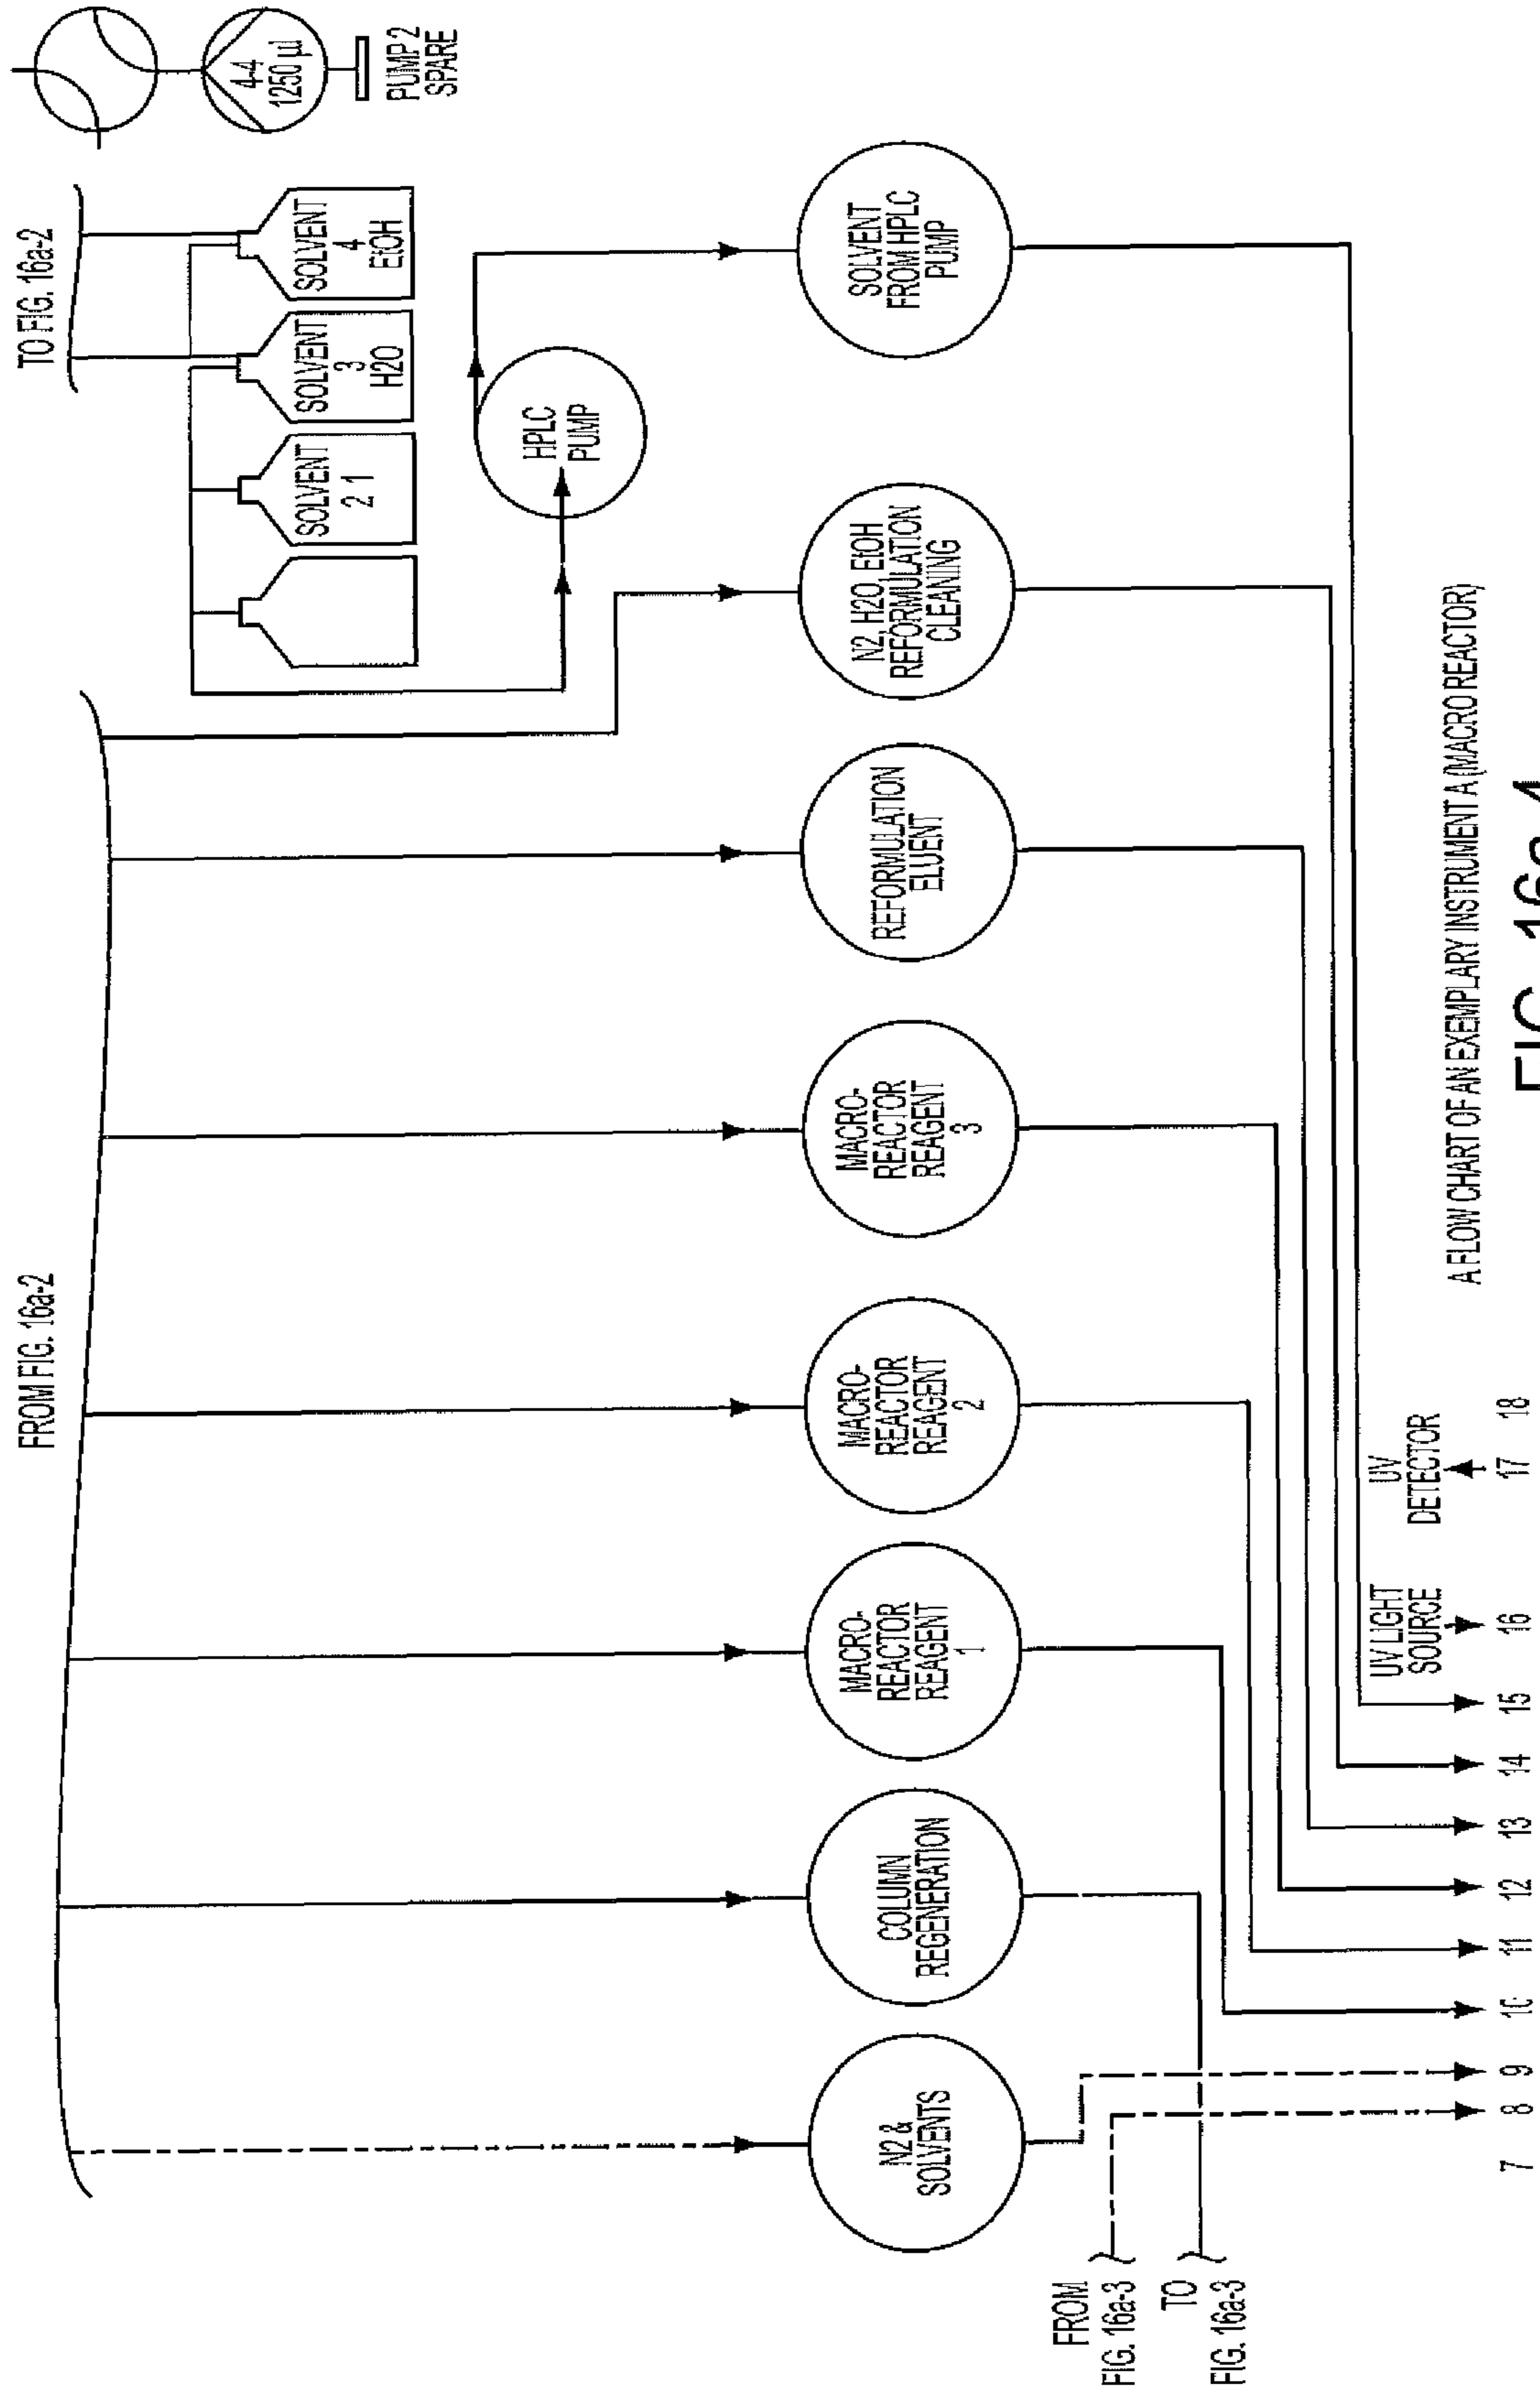 FROM FIG. 16a-2
TO FIG. 16a-2
4-4
1250 µl
PUMP 2
SPARE
SOLVENT
2 1
SOLVENT
3
H2O
SOLVENT
4
EtOH
HPLC
PUMP
N2 &
SOLVENTS
COLUMN
REGENERATION
MACRO-
REACTOR
REAGENT
1
MACRO-
REACTOR
REAGENT
2
MACRO-
REACTOR
REAGENT
3
REFORMULATION
ELUENT
N2, H2O, EtOH
REFORMULATION
CLEANING
SOLVENT
FROM HPLC
PUMP
FROM
FIG. 16a-3
TO
FIG. 16a-3
UV LIGHT
SOURCE
UV
DETECTOR
7 8 9 10 11 12 13 14 15 16 17 18
A FLOW CHART OF AN EXEMPLARY INSTRUMENT A (MACRO REACTOR)
FIG. 16a-4